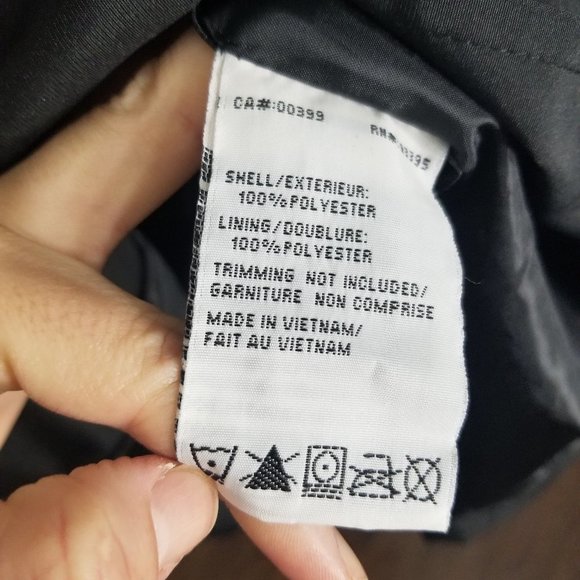 CA#:00399
SHELL/EXTERIEUR:
100%POLYESTER
LINING/DOUBLURE:
100%POLYESTER
TRIMMING NOT INCLUDED/
GARNITURE NON COMPRISE
MADE IN VIETNAM/
FAIT AU VIETNAM